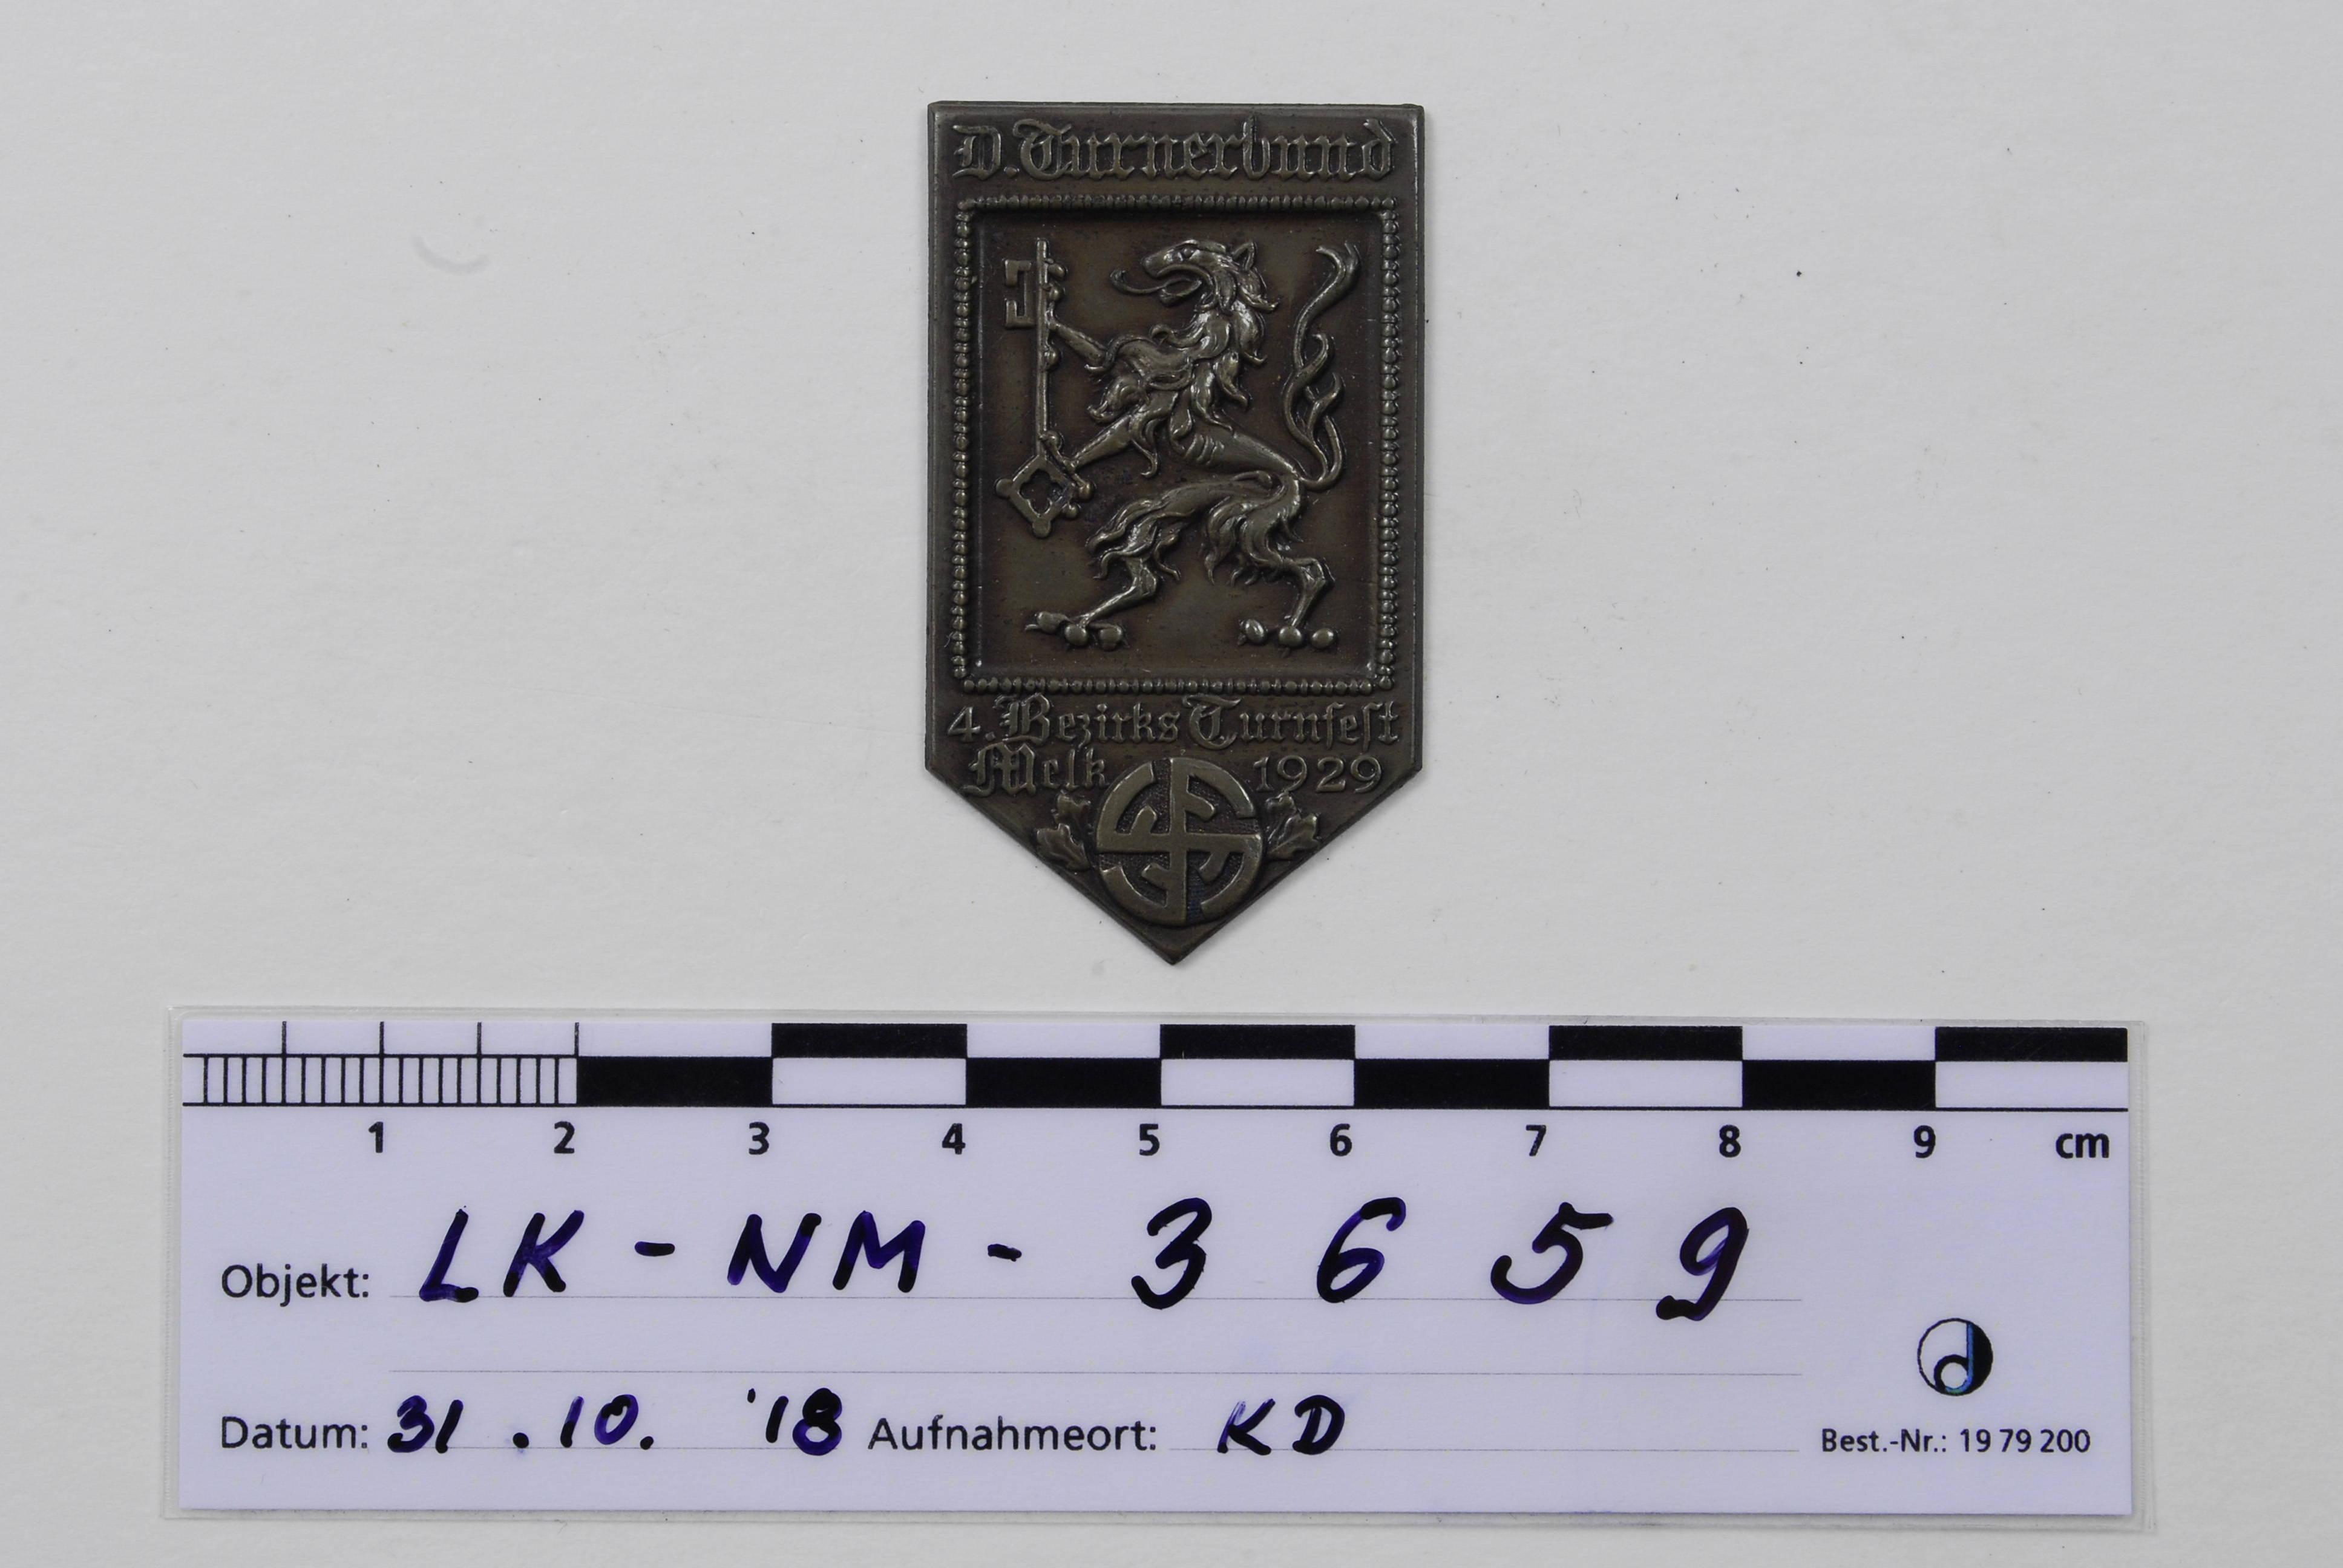 D. Turnerbund
4. Bezirks Turnfest
Melk 1929
1 2 3 4 5 6 7 8 9 cm
Objekt: LK-NM-3659
Datum: 31.10. '18 Aufnahmeort: KD
Best.-Nr.: 19 79 200